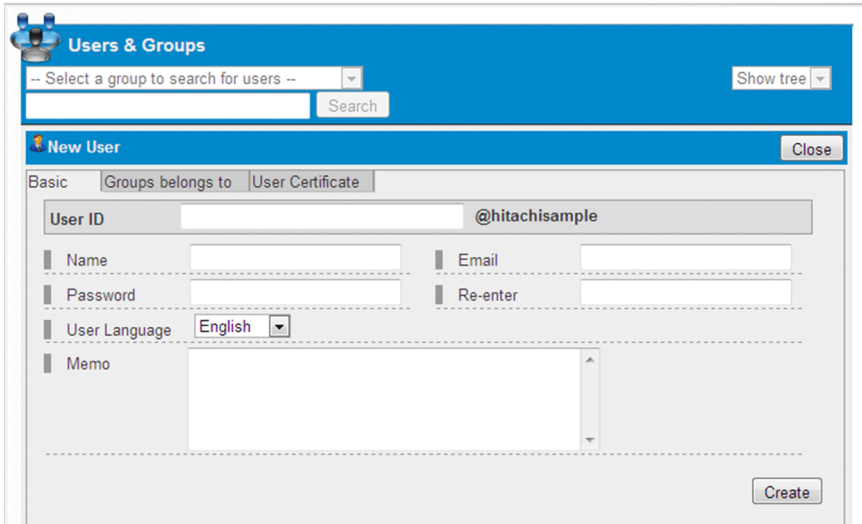 Users & Groups
-- Select a group to search for users --
Show tree
Search
New User
Close
Basic
Groups belongs to
User Certificate
User ID
@hitachisample
Name
Email
Password
Re-enter
User Language
English
Memo
Create